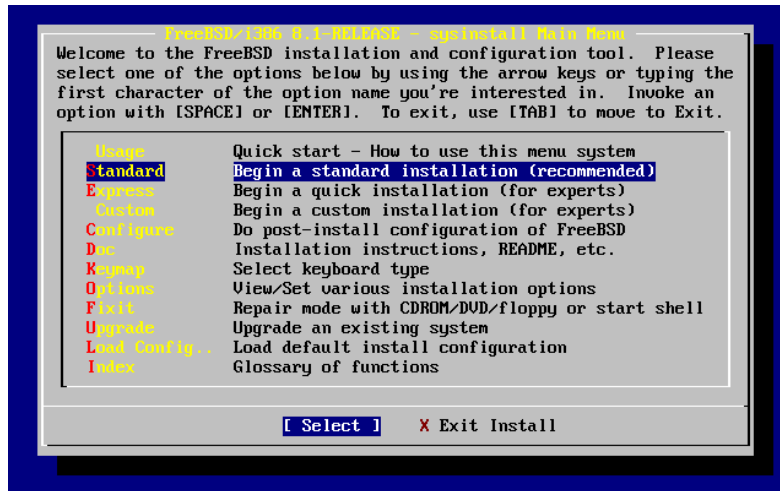 FreeBSD/i386 8.1-RELEASE - sysinstall Main Menu
Welcome to the FreeBSD installation and configuration tool.  Please
select one of the options below by using the arrow keys or typing the
first character of the option name you're interested in.  Invoke an
option with [SPACE] or [ENTER].  To exit, use [TAB] to move to Exit.
Usage Quick start - How to use this menu system
Standard Begin a standard installation (recommended)
Express Begin a quick installation (for experts)
Custom Begin a custom installation (for experts)
Configure Do post-install configuration of FreeBSD
Doc Installation instructions, README, etc.
Keymap Select keyboard type
Options View/Set various installation options
Fixit Repair mode with CDROM/DVD/floppy or start shell
Upgrade Upgrade an existing system
Load Config.. Load default install configuration
Index Glossary of functions
[ Select ] X Exit Install